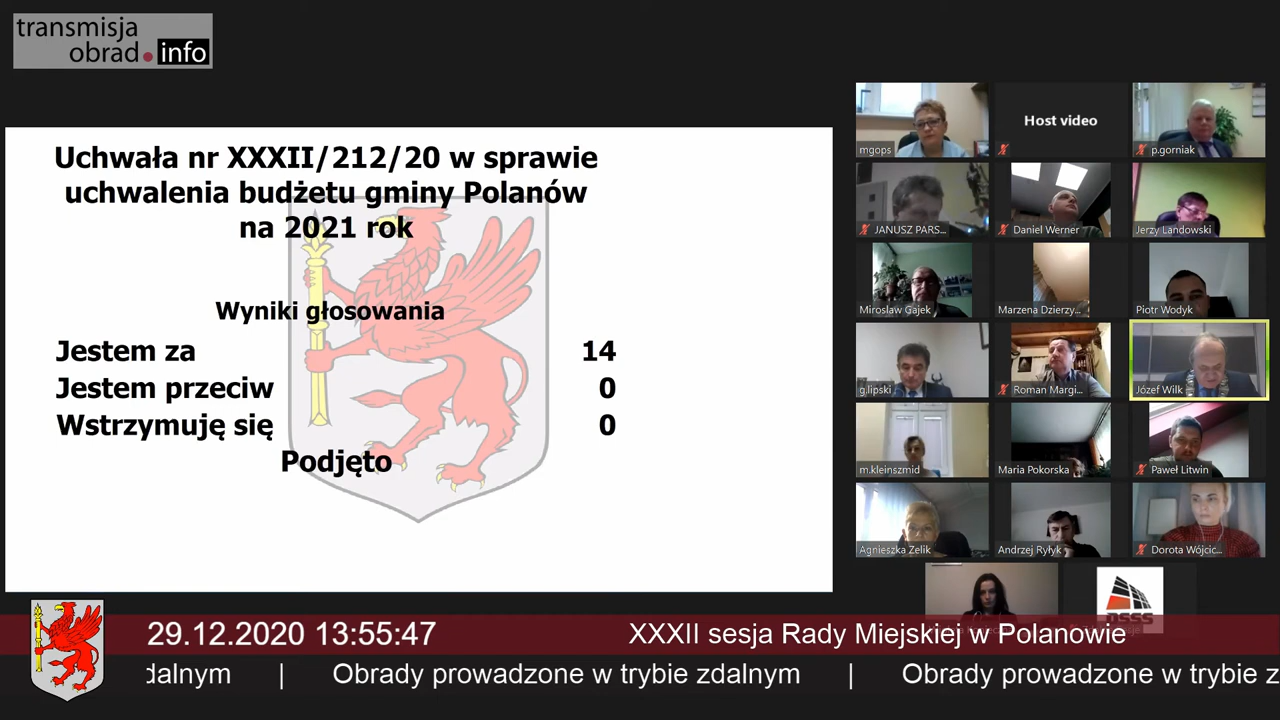 transmisja
obrad.info
Uchwała nr XXXII/212/20 w sprawie
uchwalenia budżetu gminy Polanów
na 2021 rok
Wyniki głosowania
Jestem za 14
Jestem przeciw 0
Wstrzymuję się 0
Podjęto
mgops
Host video
p.gorniak
JANUSZ PARS...
Daniel Werner
Jerzy Landowski
Mirosław Gajek
Marzena Dzierzy...
Piotr Wodyk
g.lipski
Roman Margi...
Józef Wilk
m.kleinszmid
Maria Pokorska
Paweł Litwin
Agnieszka Zelik
Andrzej Ryłyk
Dorota Wójcic...
29.12.2020 13:55:47
XXXII sesja Rady Miejskiej w Polanowie
dalnym | Obrady prowadzone w trybie zdalnym | Obrady prowadzone w trybie z